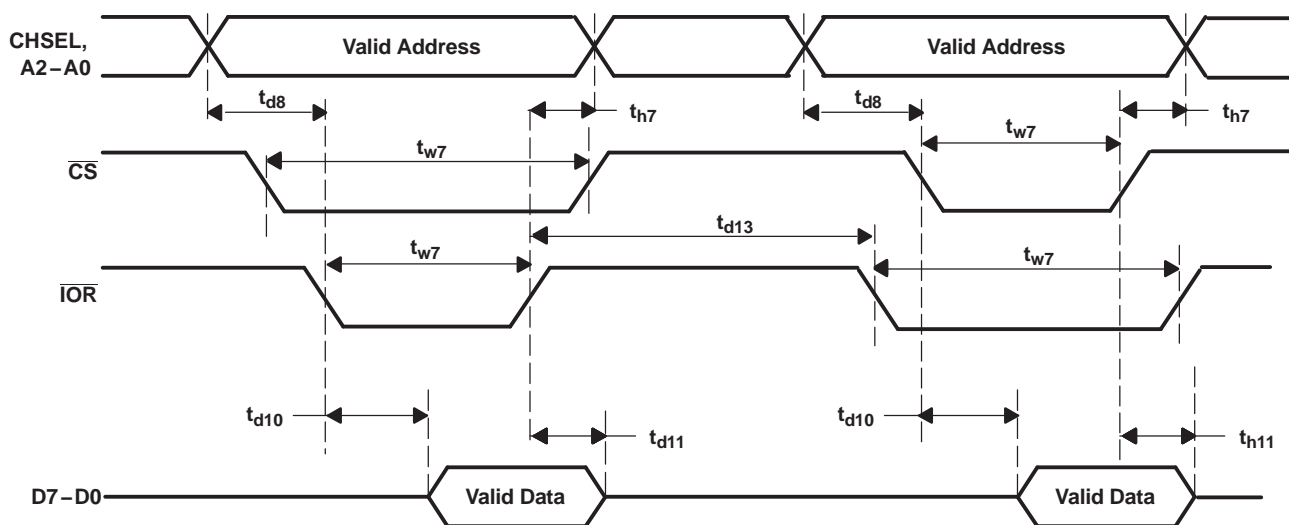 CHSEL,
A2–A0
Valid Address
Valid Address
td8
th7
td8
th7
tw7
tw7
CS
td13
tw7
tw7
IOR
td10
td11
td10
th11
D7–D0
Valid Data
Valid Data